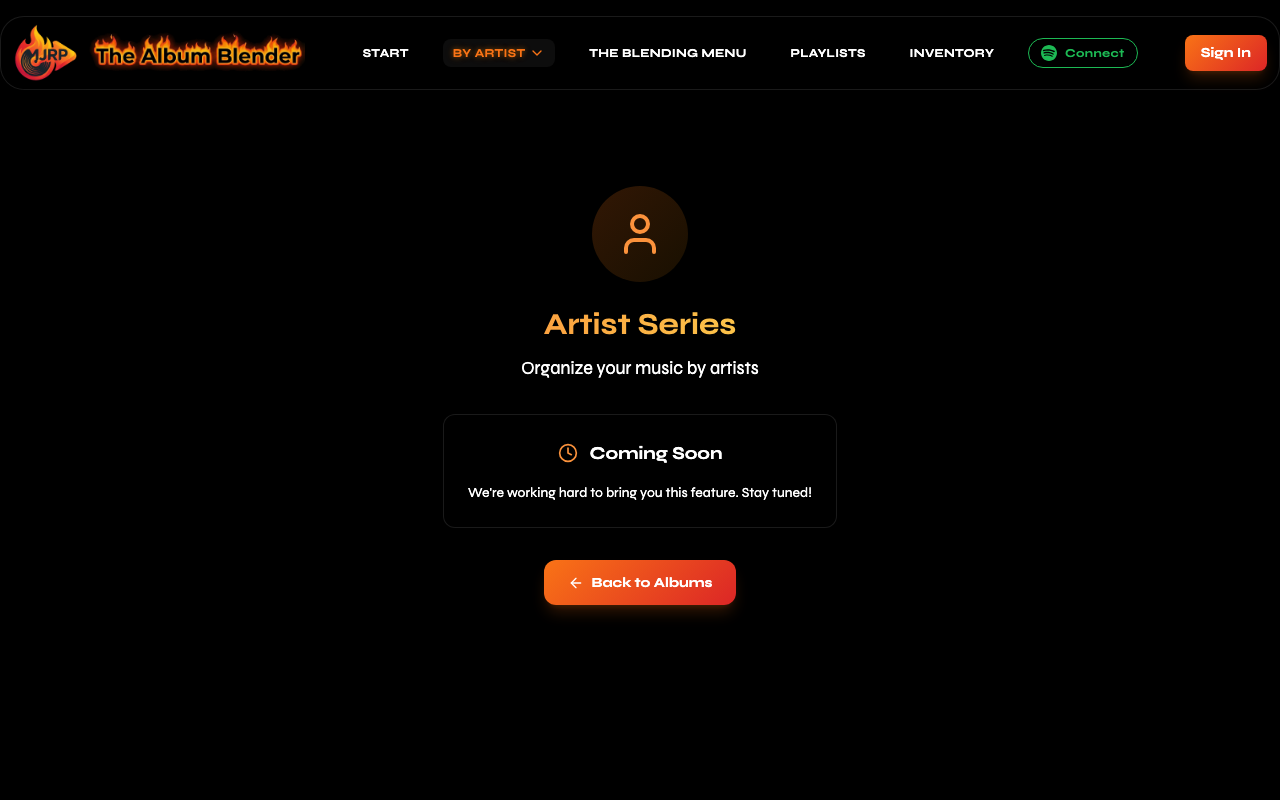 JRP
The Album Blender
START
BY ARTIST
THE BLENDING MENU
PLAYLISTS
INVENTORY
Connect
Sign In
Artist Series
Organize your music by artists
Coming Soon
We're working hard to bring you this feature. Stay tuned!
Back to Albums